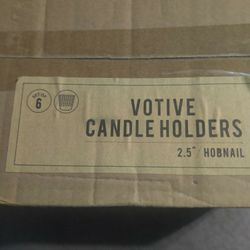 SET OF
6
VOTIVE
CANDLE HOLDERS
2.5" / HOBNAIL